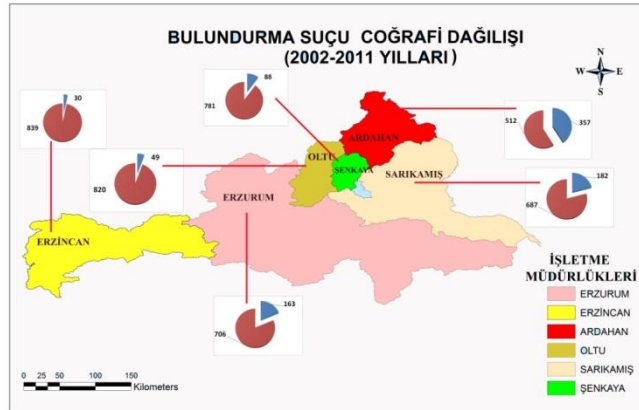 BULUNDURMA SUÇU COĞRAFİ DAĞILIŞI
(2002-2011 YILLARI)
N
W E
S
30
839
88
781
49
820
357
512
182
687
163
706
ARDAHAN
OLTU
ŞENKAYA
SARIKAMIŞ
ERZURUM
ERZİNCAN
İŞLETME
MÜDÜRLÜKLERİ
ERZURUM
ERZİNCAN
ARDAHAN
OLTU
SARIKAMIŞ
ŞENKAYA
0 25 50 100 150
Kilometers